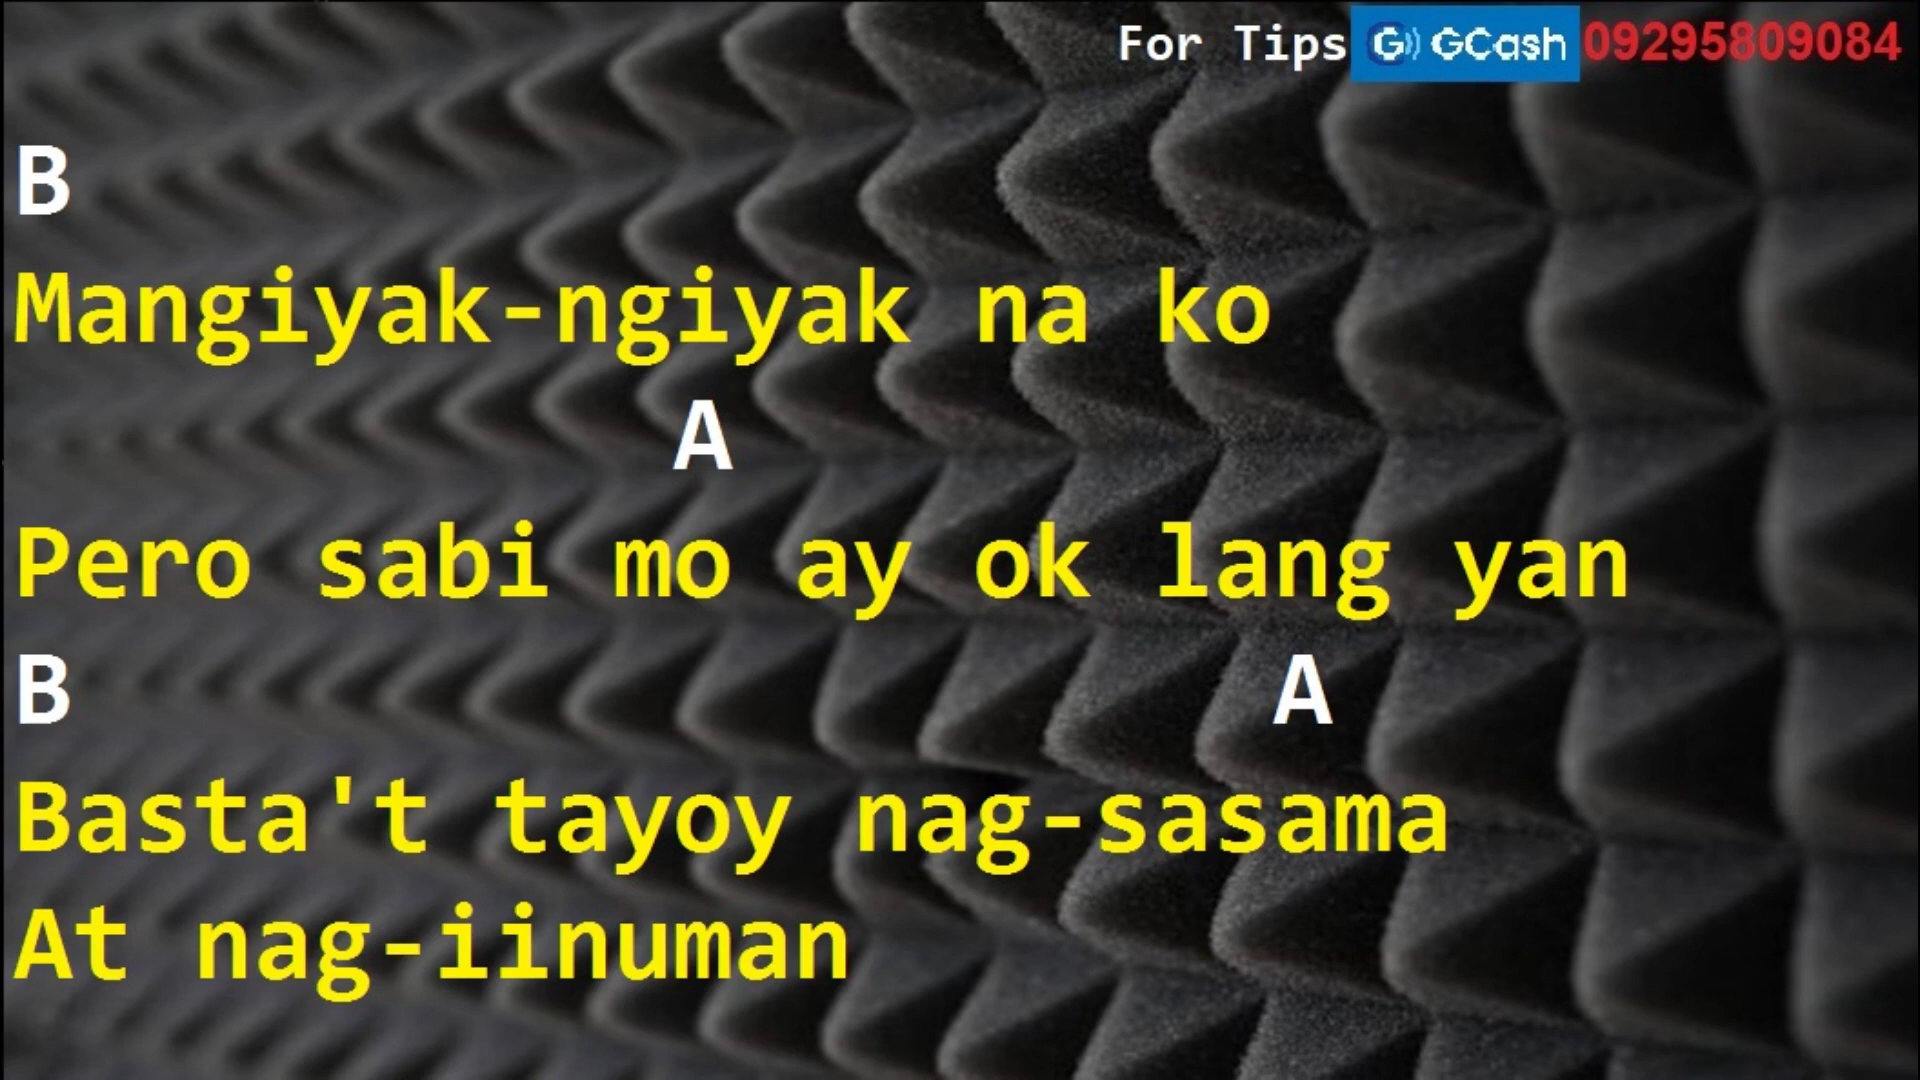 For Tips G GCash 09295809084
B
Mangiyak-ngiyak na ko
A
Pero sabi mo ay ok lang yan
B A
Basta't tayoy nag-sasama
At nag-iinuman